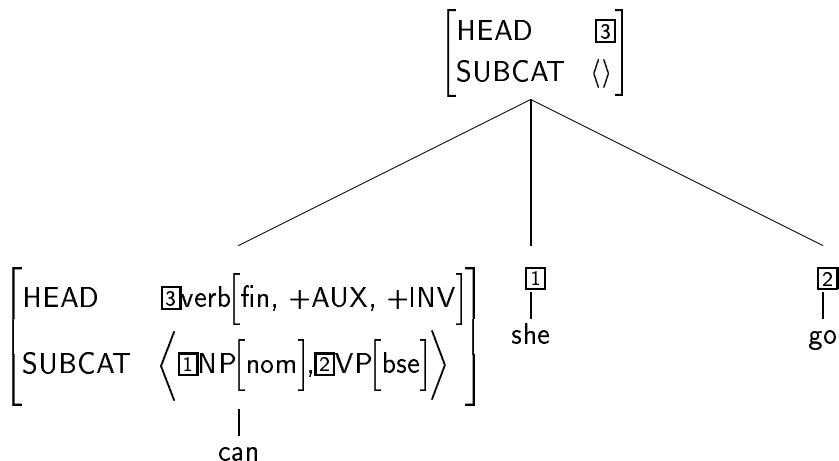 HEAD 3
SUBCAT ⟨⟩
HEAD 3verb[fin, +AUX, +INV]
SUBCAT ⟨1NP[nom],2VP[bse]⟩
can
1
she
2
go